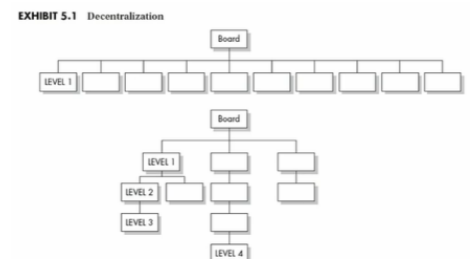 EXHIBIT 5.1 Decentralization
Board
LEVEL 1
Board
LEVEL 1
LEVEL 2
LEVEL 3
LEVEL 4